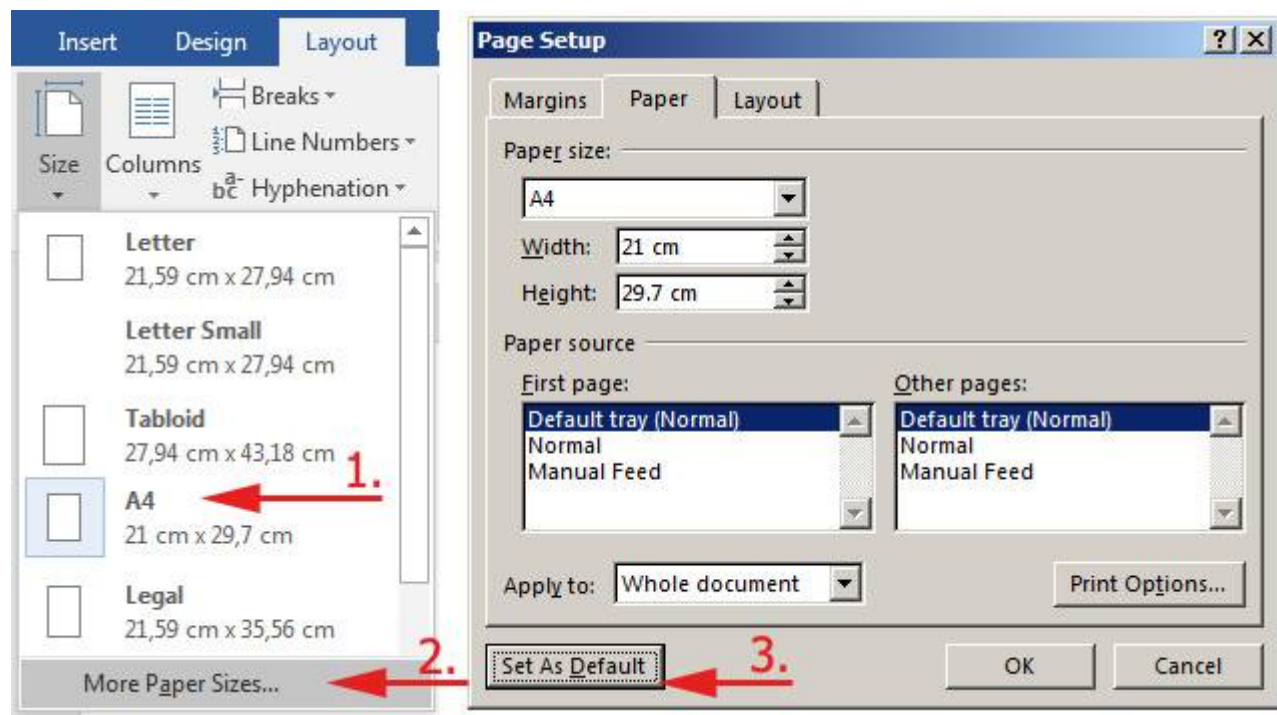 Insert Design Layout
Breaks
Line Numbers
Size Columns
Hyphenation
Letter
21,59 cm x 27,94 cm
Letter Small
21,59 cm x 27,94 cm
Tabloid
27,94 cm x 43,18 cm
1.
A4
21 cm x 29,7 cm
Legal
21,59 cm x 35,56 cm
2.
More Paper Sizes...
Page Setup
Margins Paper Layout
Paper size:
A4
Width: 21 cm
Height: 29.7 cm
Paper source
First page: Other pages:
Default tray (Normal) Default tray (Normal)
Normal Normal
Manual Feed Manual Feed
Apply to: Whole document Print Options...
3.
Set As Default OK Cancel